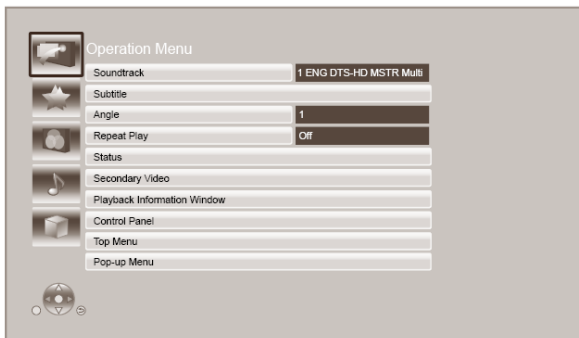 Operation Menu
Soundtrack 1 ENG DTS-HD MSTR Multi
Subtitle
Angle 1
Repeat Play Off
Status
Secondary Video
Playback Information Window
Control Panel
Top Menu
Pop-up Menu